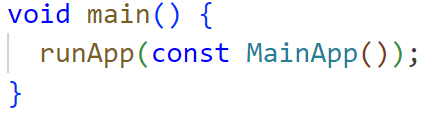 void main() {
  runApp(const MainApp());
}